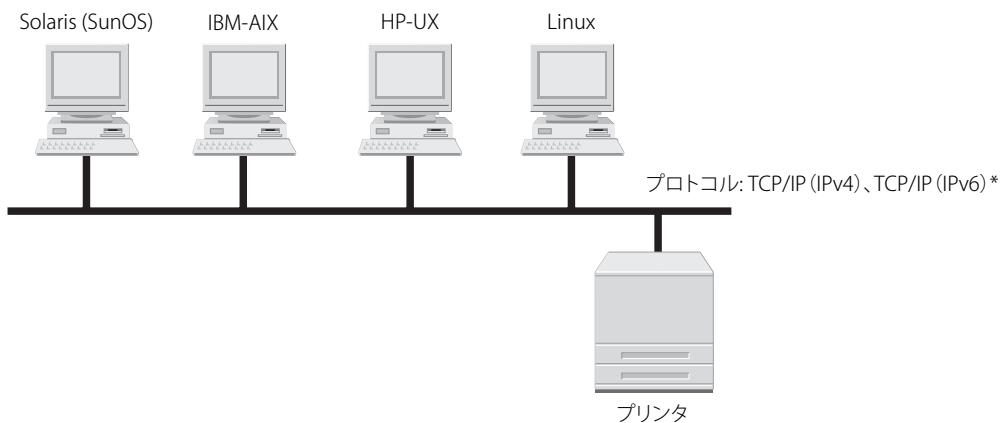 Solaris (SunOS)
IBM-AIX
HP-UX
Linux
プロトコル: TCP/IP（IPv4）、TCP/IP（IPv6）*
プリンタ